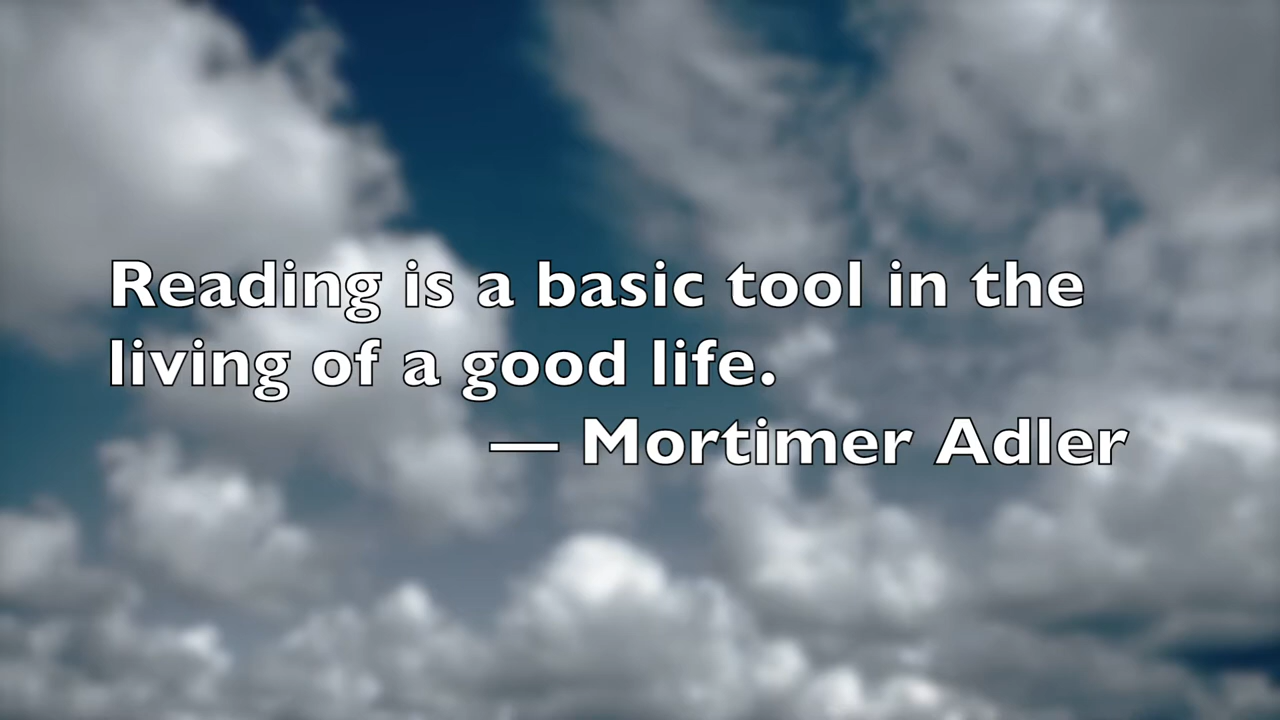 Reading is a basic tool in the
living of a good life.
— Mortimer Adler